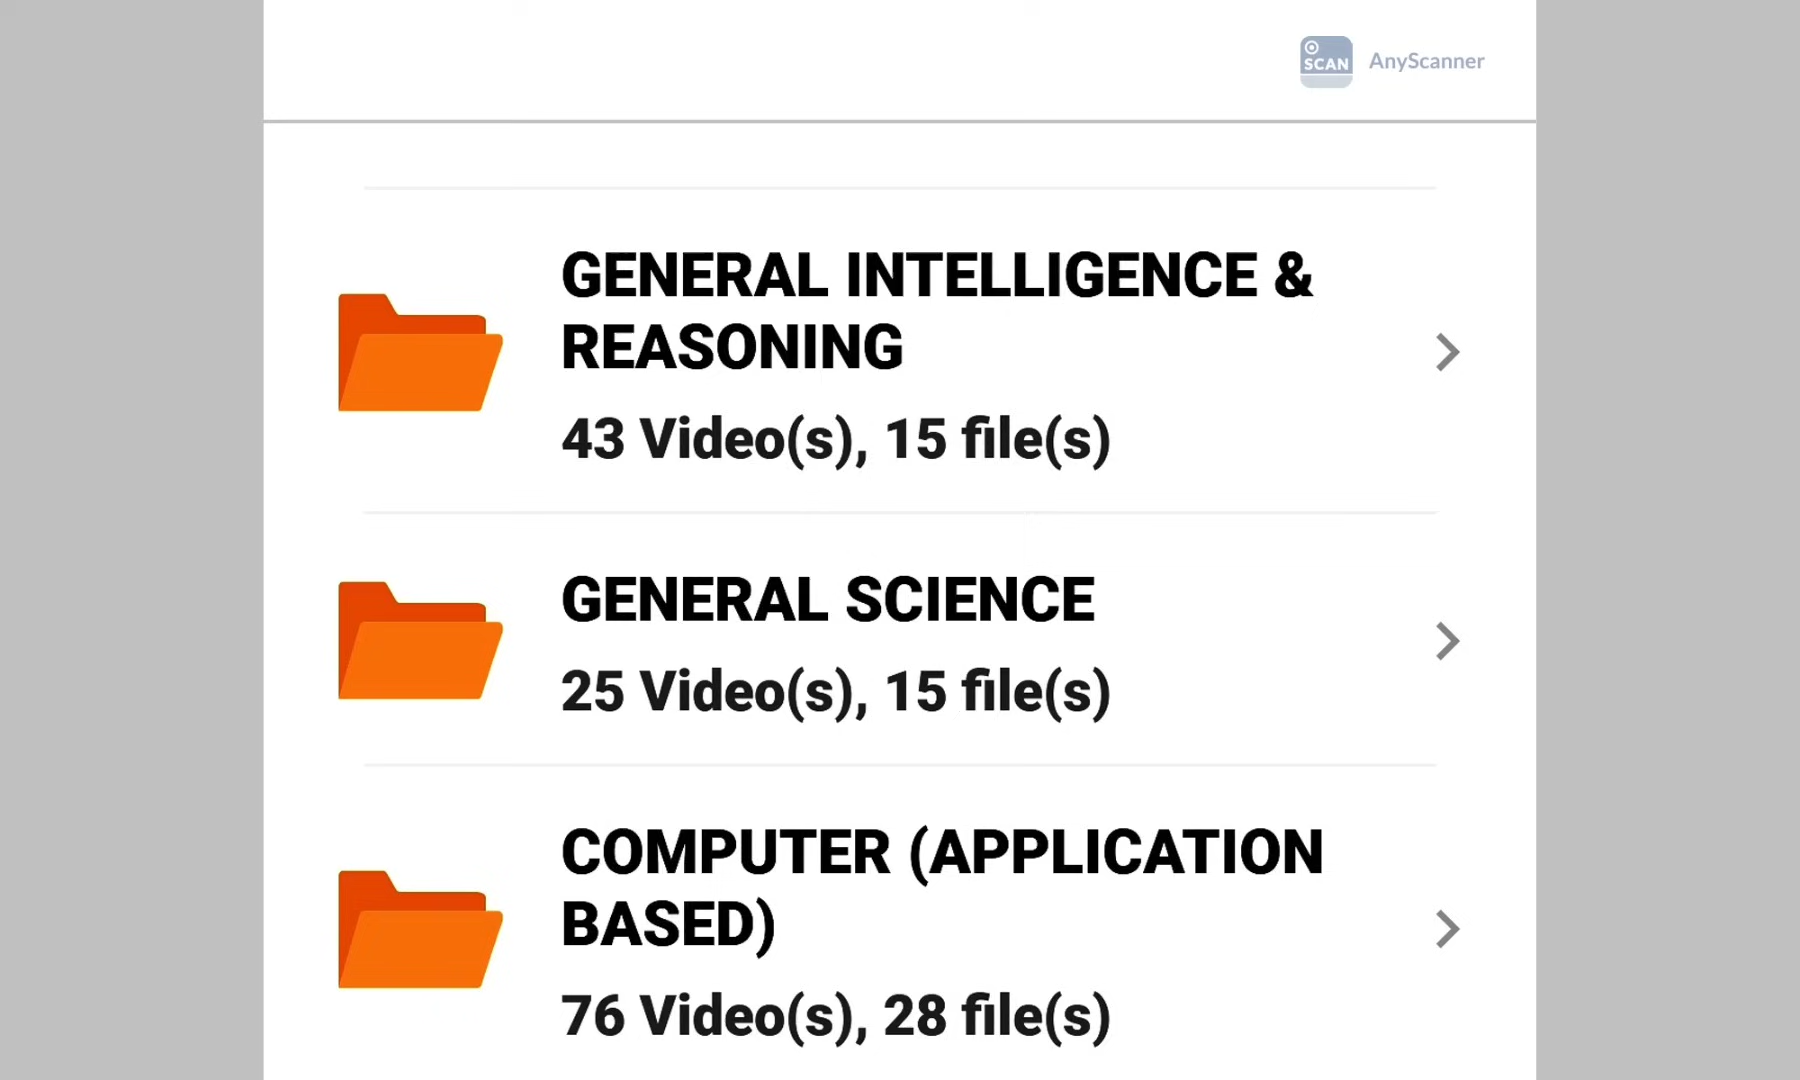 SCAN AnyScanner
GENERAL INTELLIGENCE &
REASONING
43 Video(s), 15 file(s)
GENERAL SCIENCE
25 Video(s), 15 file(s)
COMPUTER (APPLICATION
BASED)
76 Video(s), 28 file(s)